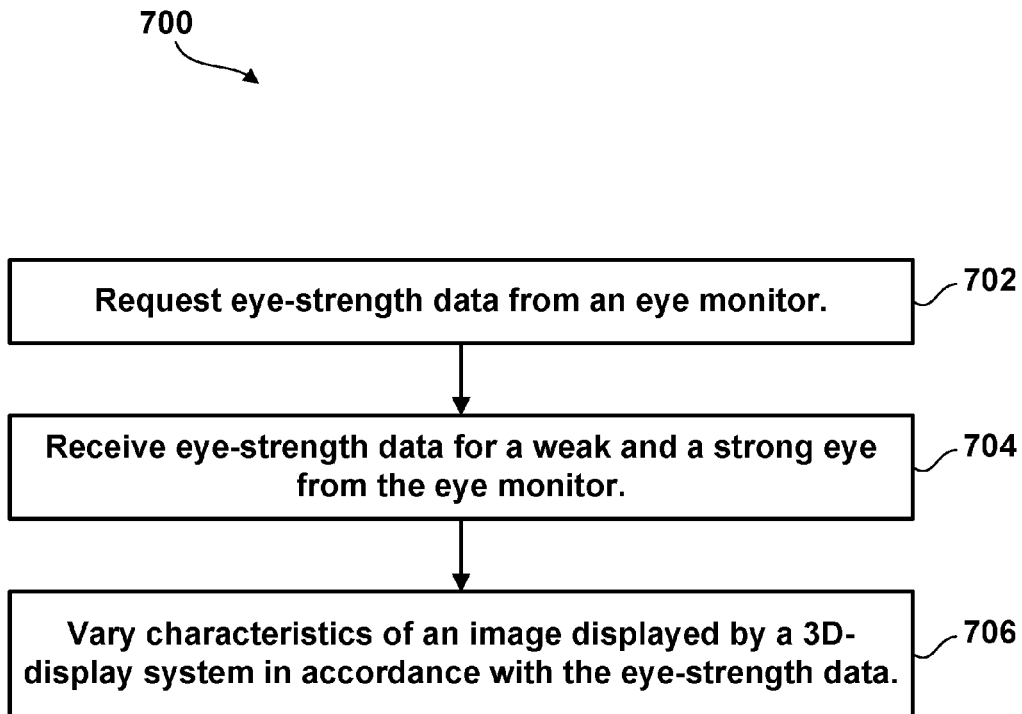 700
Request eye-strength data from an eye monitor.
702
Receive eye-strength data for a weak and a strong eye
from the eye monitor.
704
Vary characteristics of an image displayed by a 3D-
display system in accordance with the eye-strength data.
706